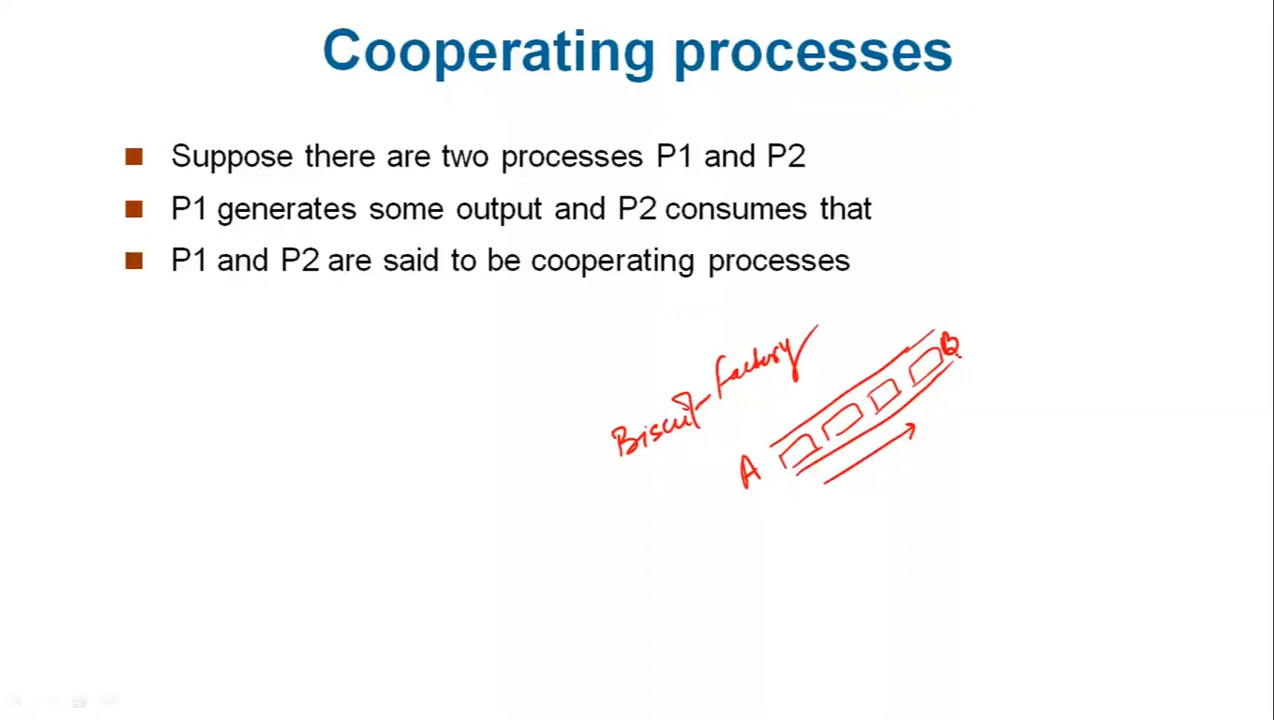 Cooperating processes
Suppose there are two processes P1 and P2
P1 generates some output and P2 consumes that
P1 and P2 are said to be cooperating processes
Biscuit Factory
B
A